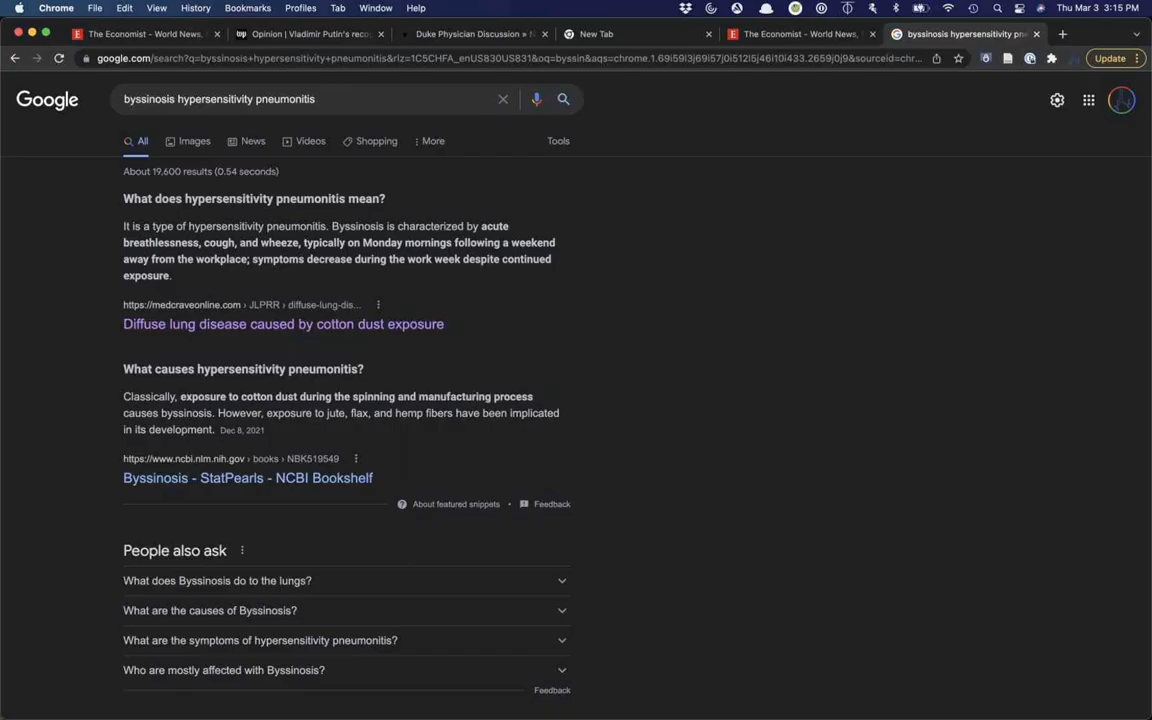 Chrome File Edit View History Bookmarks Profiles Tab Window Help Thu Mar 3 3:15 PM
The Economist - World News, Opinion | Vladimir Putin's reco Duke Physician Discussion New Tab The Economist - World News, byssinosis hypersensitivity pne
google.com/search?q=byssinosis+hypersensitivity+pneumonitis&rlz=1C5CHFA_enUS830US831&oq=byssin&aqs=chrome.1.69i59i3j69i57j0i512l5j46i10i433.2659j0j9&sourceid=chr... Update
Google byssinosis hypersensitivity pneumonitis
All Images News Videos Shopping More Tools
About 19,600 results (0.54 seconds)
What does hypersensitivity pneumonitis mean?
It is a type of hypersensitivity pneumonitis. Byssinosis is characterized by acute
breathlessness, cough, and wheeze, typically on Monday mornings following a weekend
away from the workplace; symptoms decrease during the work week despite continued
exposure.
https://medcraveonline.com › JLPRR › diffuse-lung-dis...
Diffuse lung disease caused by cotton dust exposure
What causes hypersensitivity pneumonitis?
Classically, exposure to cotton dust during the spinning and manufacturing process
causes byssinosis. However, exposure to jute, flax, and hemp fibers have been implicated
in its development. Dec 8, 2021
https://www.ncbi.nlm.nih.gov › books › NBK519549
Byssinosis - StatPearls - NCBI Bookshelf
About featured snippets • Feedback
People also ask
What does Byssinosis do to the lungs?
What are the causes of Byssinosis?
What are the symptoms of hypersensitivity pneumonitis?
Who are mostly affected with Byssinosis?
Feedback